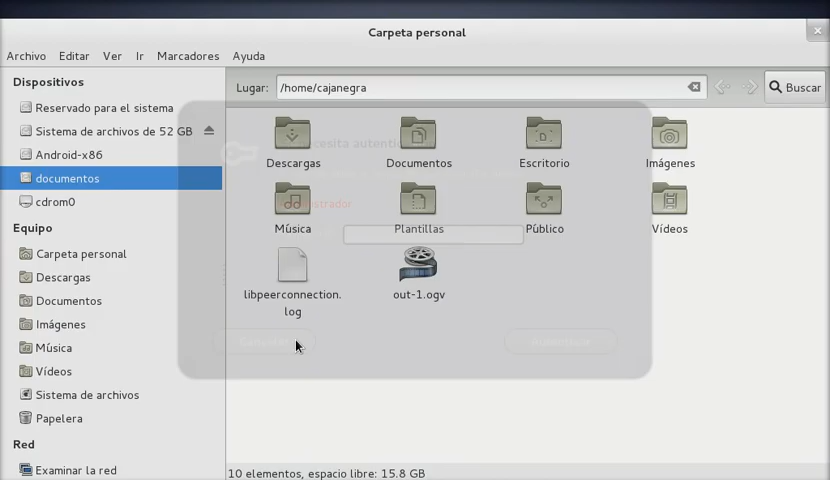 Carpeta personal
Archivo Editar Ver Ir Marcadores Ayuda
Dispositivos
Reservado para el sistema
Sistema de archivos de 52 GB
Android-x86
documentos
cdrom0
Equipo
Carpeta personal
Descargas
Documentos
Imágenes
Música
Vídeos
Sistema de archivos
Papelera
Red
Examinar la red
Lugar: /home/cajanegra Buscar
Descargas Documentos Escritorio Imágenes
Música Plantillas Público Vídeos
libpeerconnection.
log
out-1.ogv
10 elementos, espacio libre: 15.8 GB